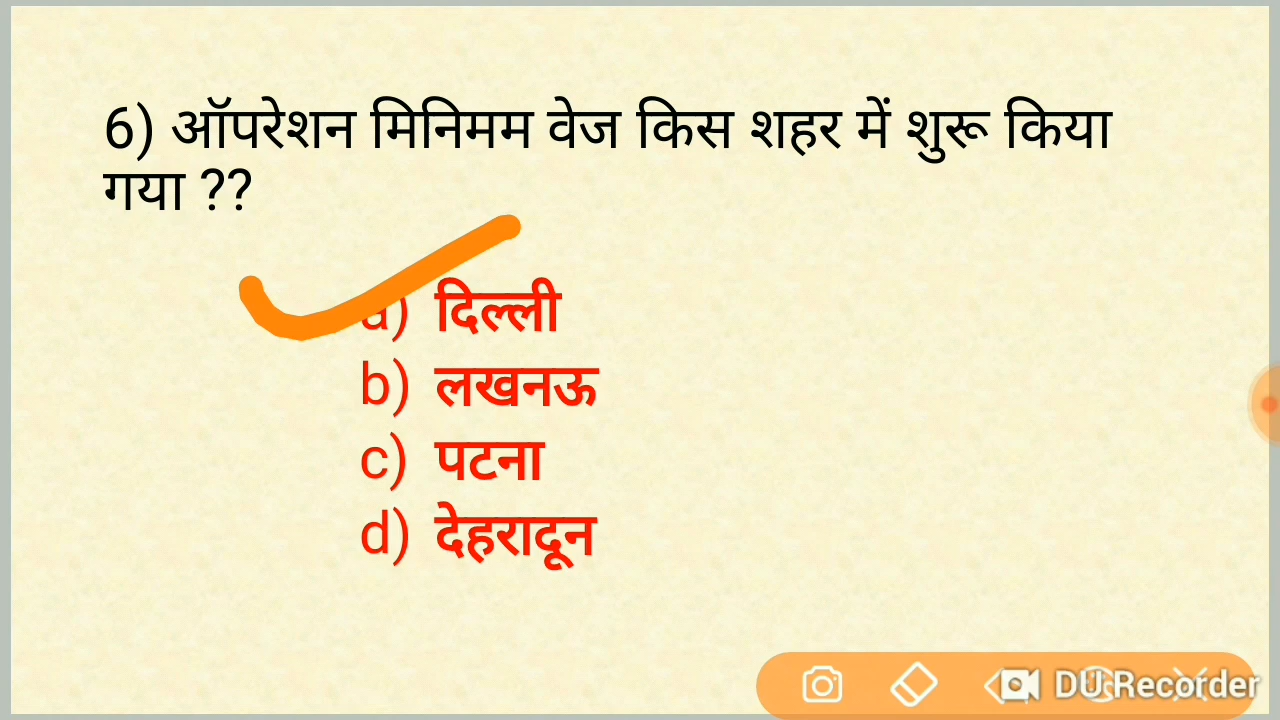 6) ऑपरेशन मिनिमम वेज किस शहर में शुरू किया
गया ??
a) दिल्ली
b) लखनऊ
c) पटना
d) देहरादून
DU Recorder